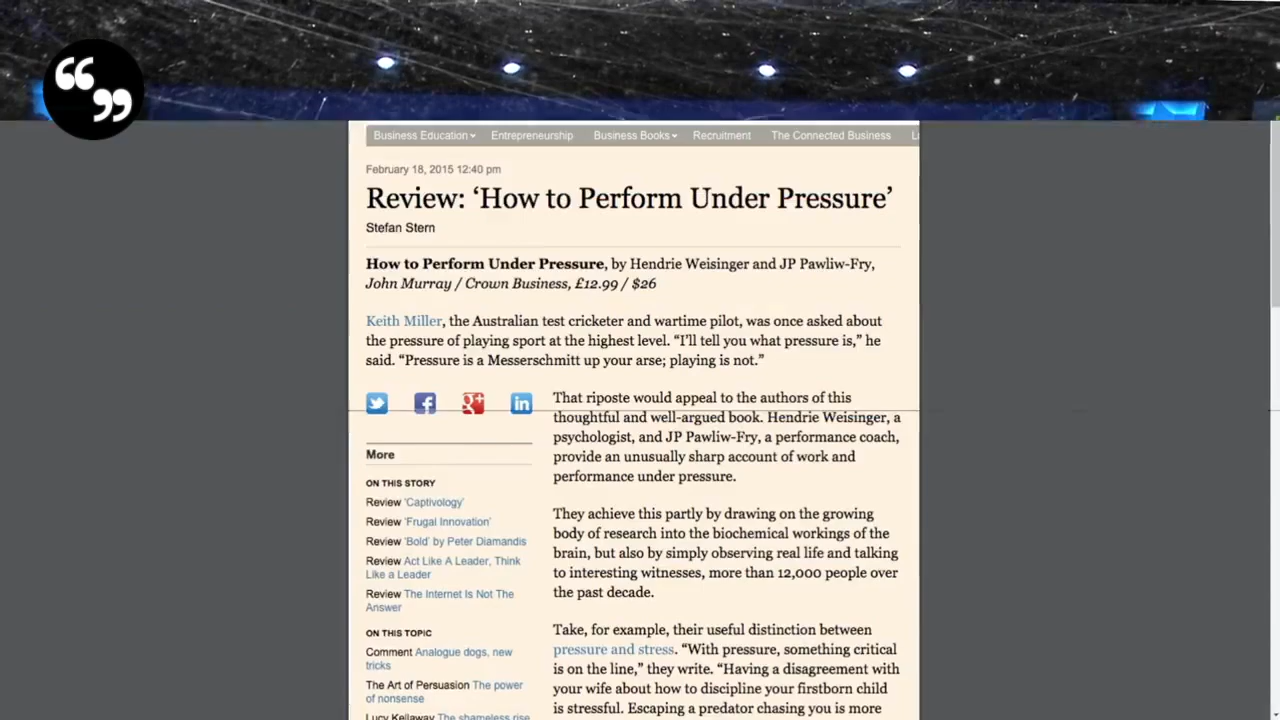 Business Education
Entrepreneurship
Business Books
Recruitment
The Connected Business
February 18, 2015 12:40 pm
Review: ‘How to Perform Under Pressure’
Stefan Stern
How to Perform Under Pressure, by Hendrie Weisinger and JP Pawliw-Fry,
John Murray / Crown Business, £12.99 / $26
Keith Miller, the Australian test cricketer and wartime pilot, was once asked about
the pressure of playing sport at the highest level. “I’ll tell you what pressure is,” he
said. “Pressure is a Messerschmitt up your arse; playing is not.”
That riposte would appeal to the authors of this
thoughtful and well-argued book. Hendrie Weisinger, a
psychologist, and JP Pawliw-Fry, a performance coach,
provide an unusually sharp account of work and
performance under pressure.
They achieve this partly by drawing on the growing
body of research into the biochemical workings of the
brain, but also by simply observing real life and talking
to interesting witnesses, more than 12,000 people over
the past decade.
Take, for example, their useful distinction between
pressure and stress. “With pressure, something critical
is on the line,” they write. “Having a disagreement with
your wife about how to discipline your firstborn child
is stressful. Escaping a predator chasing you is more
More
ON THIS STORY
Review ‘Captivology’
Review ‘Frugal Innovation’
Review ‘Bold’ by Peter Diamandis
Review Act Like A Leader, Think
Like a Leader
Review The Internet Is Not The
Answer
ON THIS TOPIC
Comment Analogue dogs, new
tricks
The Art of Persuasion The power
of nonsense
Lucy Kellaway The shameless rise